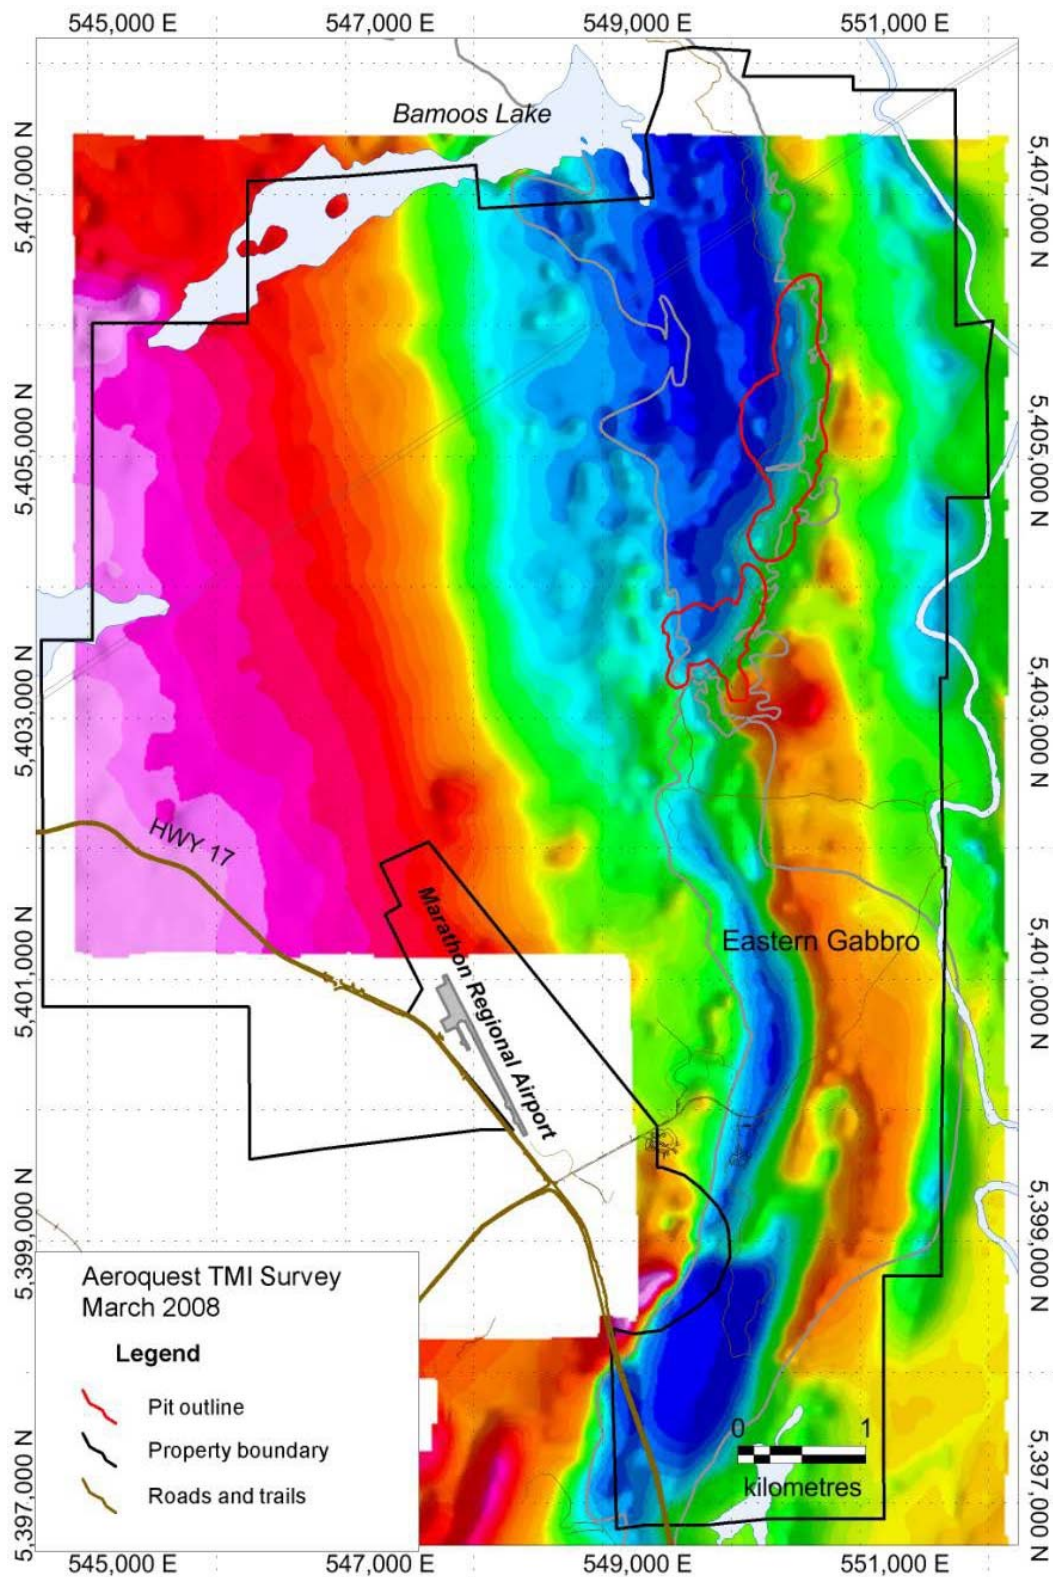 545,000 E
547,000 E
549,000 E
551,000 E
Bamoos Lake
5,407,000 N
5,407,000 N
5,405,000 N
5,405,000 N
5,403,000 N
5,403,000 N
HWY 17
Marathon Regional Airport
Eastern Gabbro
5,401,000 N
5,401,000 N
5,399,000 N
5,399,000 N
Aeroquest TMI Survey
March 2008
Legend
Pit outline
Property boundary
Roads and trails
0 1
kilometres
5,397,000 N
5,397,000 N
545,000 E
547,000 E
549,000 E
551,000 E